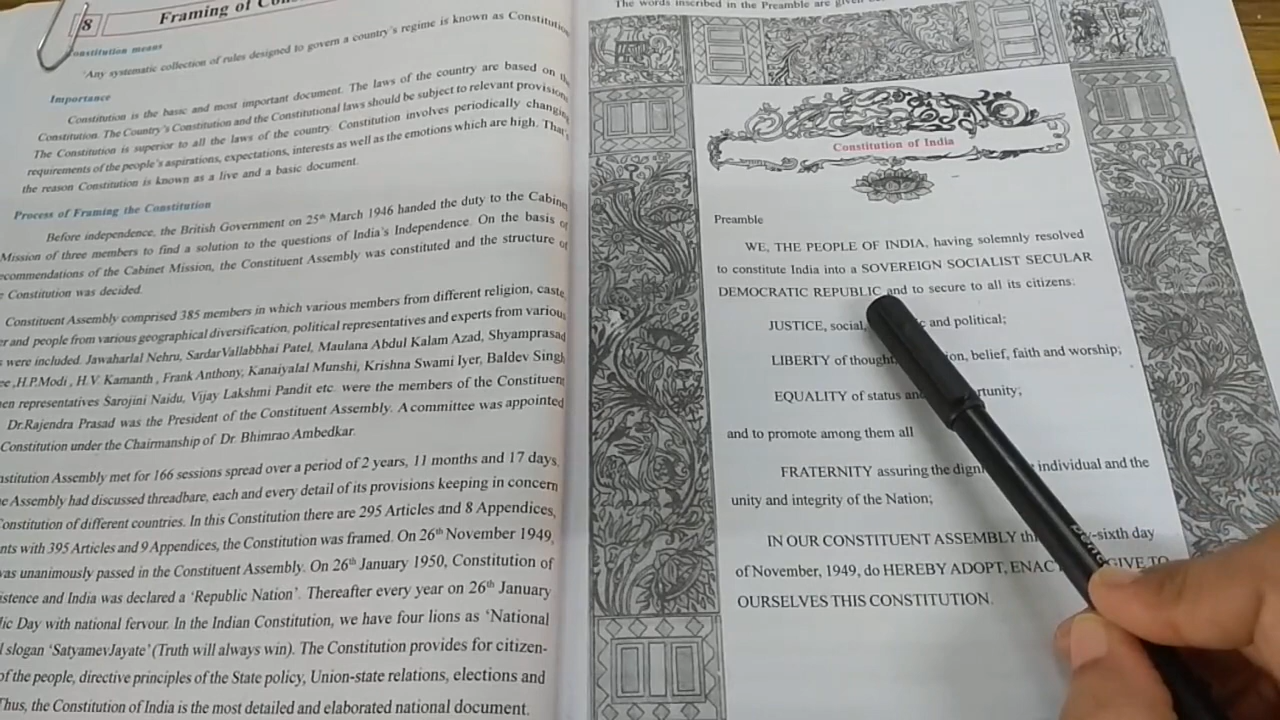 8
Framing of
Constitution means
'Any systematic collection of rules designed to govern a country's regime is known as Constitution
Importance
Constitution is the basic and most important document. The laws of the country are based on
Constitution. The Country's Constitution and the Constitutional laws should be subject to relevant provisions
The Constitution is superior to all the laws of the country. Constitution involves periodically changing
requirements of the people's aspirations, expectations, interests as well as the emotions which are high. That's
the reason Constitution is known as a live and a basic document.
Process of Framing the Constitution
Before independence, the British Government on 25th March 1946 handed the duty to the Cabinet
Mission of three members to find a solution to the questions of India's Independence. On the basis of
ecommendations of the Cabinet Mission, the Constituent Assembly was constituted and the structure of
Constitution was decided.
Constituent Assembly comprised 385 members in which various members from different religion, caste,
er and people from various geographical diversification, political representatives and experts from various
were included. Jawaharlal Nehru, SardarVallabbhai Patel, Maulana Abdul Kalam Azad, Shyamprasad
,H.P.Modi , H.V. Kamanth , Frank Anthony, Kanaiyalal Munshi, Krishna Swami Iyer, Baldev Singh
en representatives Sarojini Naidu, Vijay Lakshmi Pandit etc. were the members of the Constituent
Dr.Rajendra Prasad was the President of the Constituent Assembly. A committee was appointed
Constitution under the Chairmanship of Dr. Bhimrao Ambedkar.
nstitution Assembly met for 166 sessions spread over a period of 2 years, 11 months and 17 days,
e Assembly had discussed threadbare, each and every detail of its provisions keeping in concern
Constitution of different countries. In this Constitution there are 295 Articles and 8 Appendices,
nts with 395 Articles and 9 Appendices, the Constitution was framed. On 26th November 1949,
was unanimously passed in the Constituent Assembly. On 26th January 1950, Constitution of
istence and India was declared a 'Republic Nation'. Thereafter every year on 26th January
lic Day with national fervour. In the Indian Constitution, we have four lions as 'National
slogan 'SatyamevJayate' (Truth will always win). The Constitution provides for citizen-
of the people, directive principles of the State policy, Union-state relations, elections and
Thus, the Constitution of India is the most detailed and elaborated national document.
The words inscribed in the Preamble are given
Constitution of India
Preamble
WE, THE PEOPLE OF INDIA, having solemnly resolved
to constitute India into a SOVEREIGN SOCIALIST SECULAR
DEMOCRATIC REPUBLIC and to secure to all its citizens:
JUSTICE, social, and political;
LIBERTY of thought, belief, faith and worship;
EQUALITY of status and
and to promote among them all
FRATERNITY assuring the individual and the
unity and integrity of the Nation;
IN OUR CONSTITUENT ASSEMBLY -sixth day
of November, 1949, do HEREBY ADOPT, ENACT GIVE TO
OURSELVES THIS CONSTITUTION.